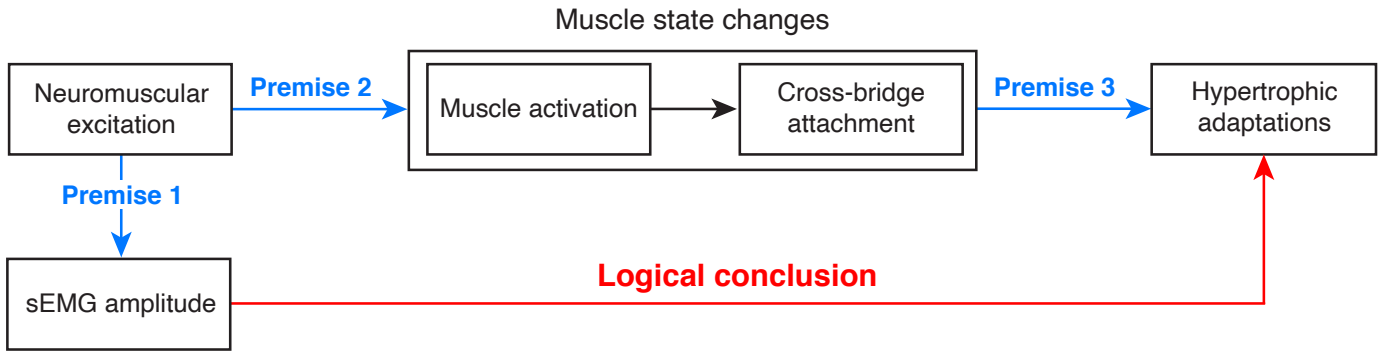 Muscle state changes
Neuromuscular
excitation
Premise 2
Muscle activation
Cross-bridge
attachment
Premise 3
Hypertrophic
adaptations
Premise 1
sEMG amplitude
Logical conclusion